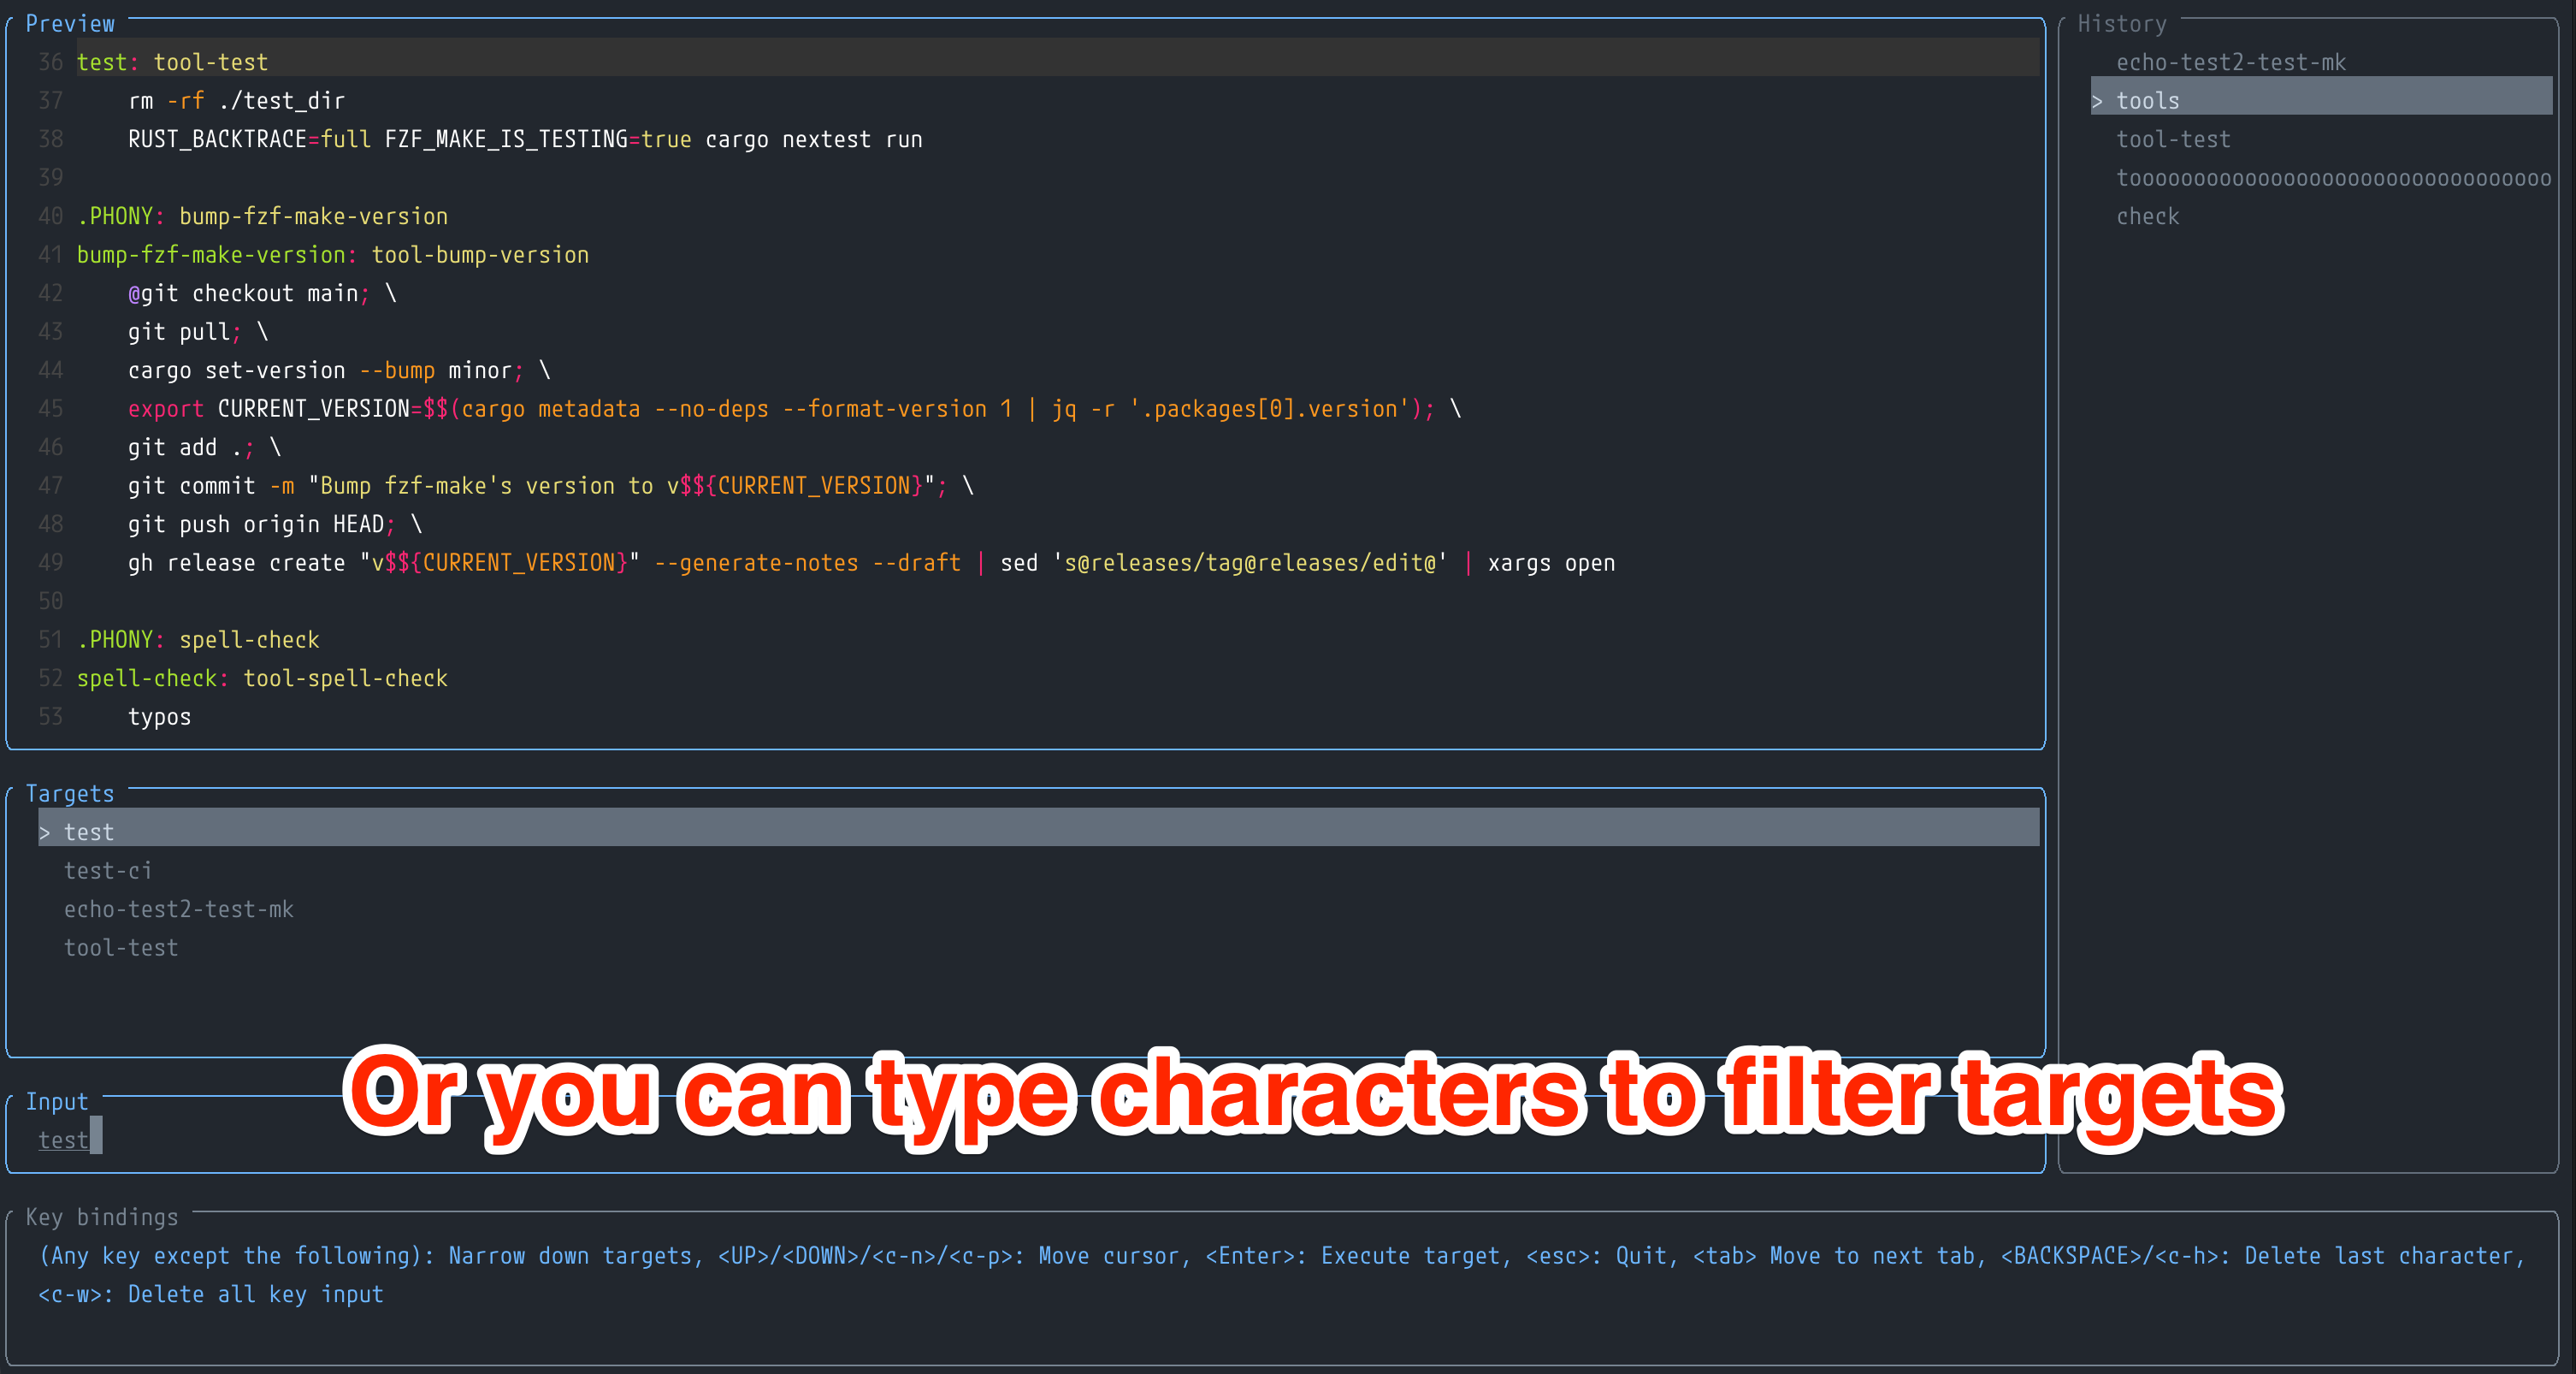 Preview
36 test: tool-test
37     rm -rf ./test_dir
38     RUST_BACKTRACE=full FZF_MAKE_IS_TESTING=true cargo nextest run
39
40 .PHONY: bump-fzf-make-version
41 bump-fzf-make-version: tool-bump-version
42     @git checkout main; \
43     git pull; \
44     cargo set-version --bump minor; \
45     export CURRENT_VERSION=$$(cargo metadata --no-deps --format-version 1 | jq -r '.packages[0].version'); \
46     git add .; \
47     git commit -m "Bump fzf-make's version to v$${CURRENT_VERSION}"; \
48     git push origin HEAD; \
49     gh release create "v$${CURRENT_VERSION}" --generate-notes --draft | sed 's@releases/tag@releases/edit@' | xargs open
50
51 .PHONY: spell-check
52 spell-check: tool-spell-check
53     typos
History
echo-test2-test-mk
> tools
tool-test
tooooooooooooooooooooooooooooooooo
check
Targets
> test
test-ci
echo-test2-test-mk
tool-test
Or you can type characters to filter targets
Input
test
Key bindings
(Any key except the following): Narrow down targets, <UP>/<DOWN>/<c-n>/<c-p>: Move cursor, <Enter>: Execute target, <esc>: Quit, <tab> Move to next tab, <BACKSPACE>/<c-h>: Delete last character,
<c-w>: Delete all key input